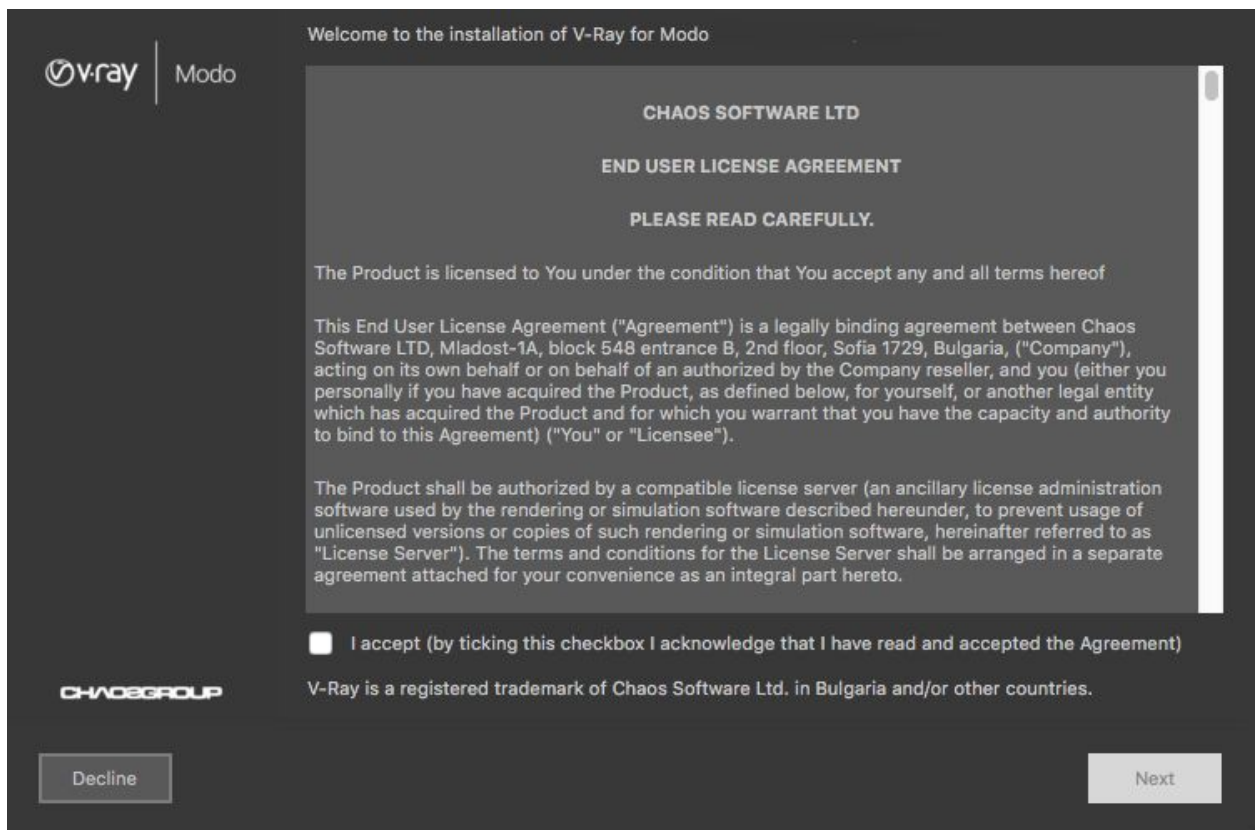 Welcome to the installation of V-Ray for Modo
v·ray
Modo
CHAOS SOFTWARE LTD
END USER LICENSE AGREEMENT
PLEASE READ CAREFULLY.
The Product is licensed to You under the condition that You accept any and all terms hereof
This End User License Agreement ("Agreement") is a legally binding agreement between Chaos
Software LTD, Mladost-1A, block 548 entrance B, 2nd floor, Sofia 1729, Bulgaria, ("Company"),
acting on its own behalf or on behalf of an authorized by the Company reseller, and you (either you
personally if you have acquired the Product, as defined below, for yourself, or another legal entity
which has acquired the Product and for which you warrant that you have the capacity and authority
to bind to this Agreement) ("You" or "Licensee").
The Product shall be authorized by a compatible license server (an ancillary license administration
software used by the rendering or simulation software described hereunder, to prevent usage of
unlicensed versions or copies of such rendering or simulation software, hereinafter referred to as
"License Server"). The terms and conditions for the License Server shall be arranged in a separate
agreement attached for your convenience as an integral part hereto.
I accept (by ticking this checkbox I acknowledge that I have read and accepted the Agreement)
CHAOSGROUP
V-Ray is a registered trademark of Chaos Software Ltd. in Bulgaria and/or other countries.
Decline
Next